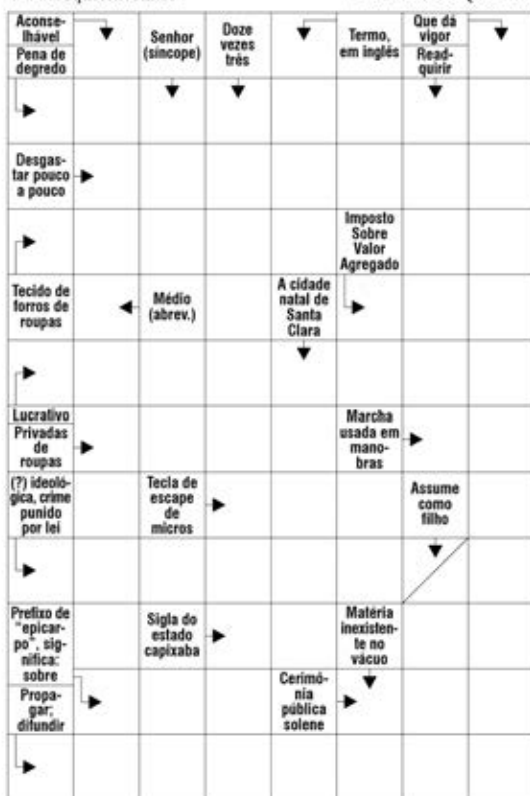 Aconse-
lhável
Pena de
degredo
Senhor
(síncope)
Doze
vezes
três
Termo,
em inglês
Que dá
vigor
Read-
quirir
Desgas-
tar pouco
a pouco
Imposto
Sobre
Valor
Agregado
Tecido de
forros de
roupas
Médio
(abrev.)
A cidade
natal de
Santa
Clara
Lucrativo
Privadas
de
roupas
Marcha
usada em
mano-
bras
(?) ideoló-
gica, crime
punido
por lei
Tecla de
escape
de
micros
Assume
como
filho
Prefixo de
"epicar-
po", sig-
nifica:
sobre
Propa-
gar;
difundir
Sigla do
estado
capixaba
Matéria
inexisten-
te no
vácuo
Cerimô-
nia
pública
solene